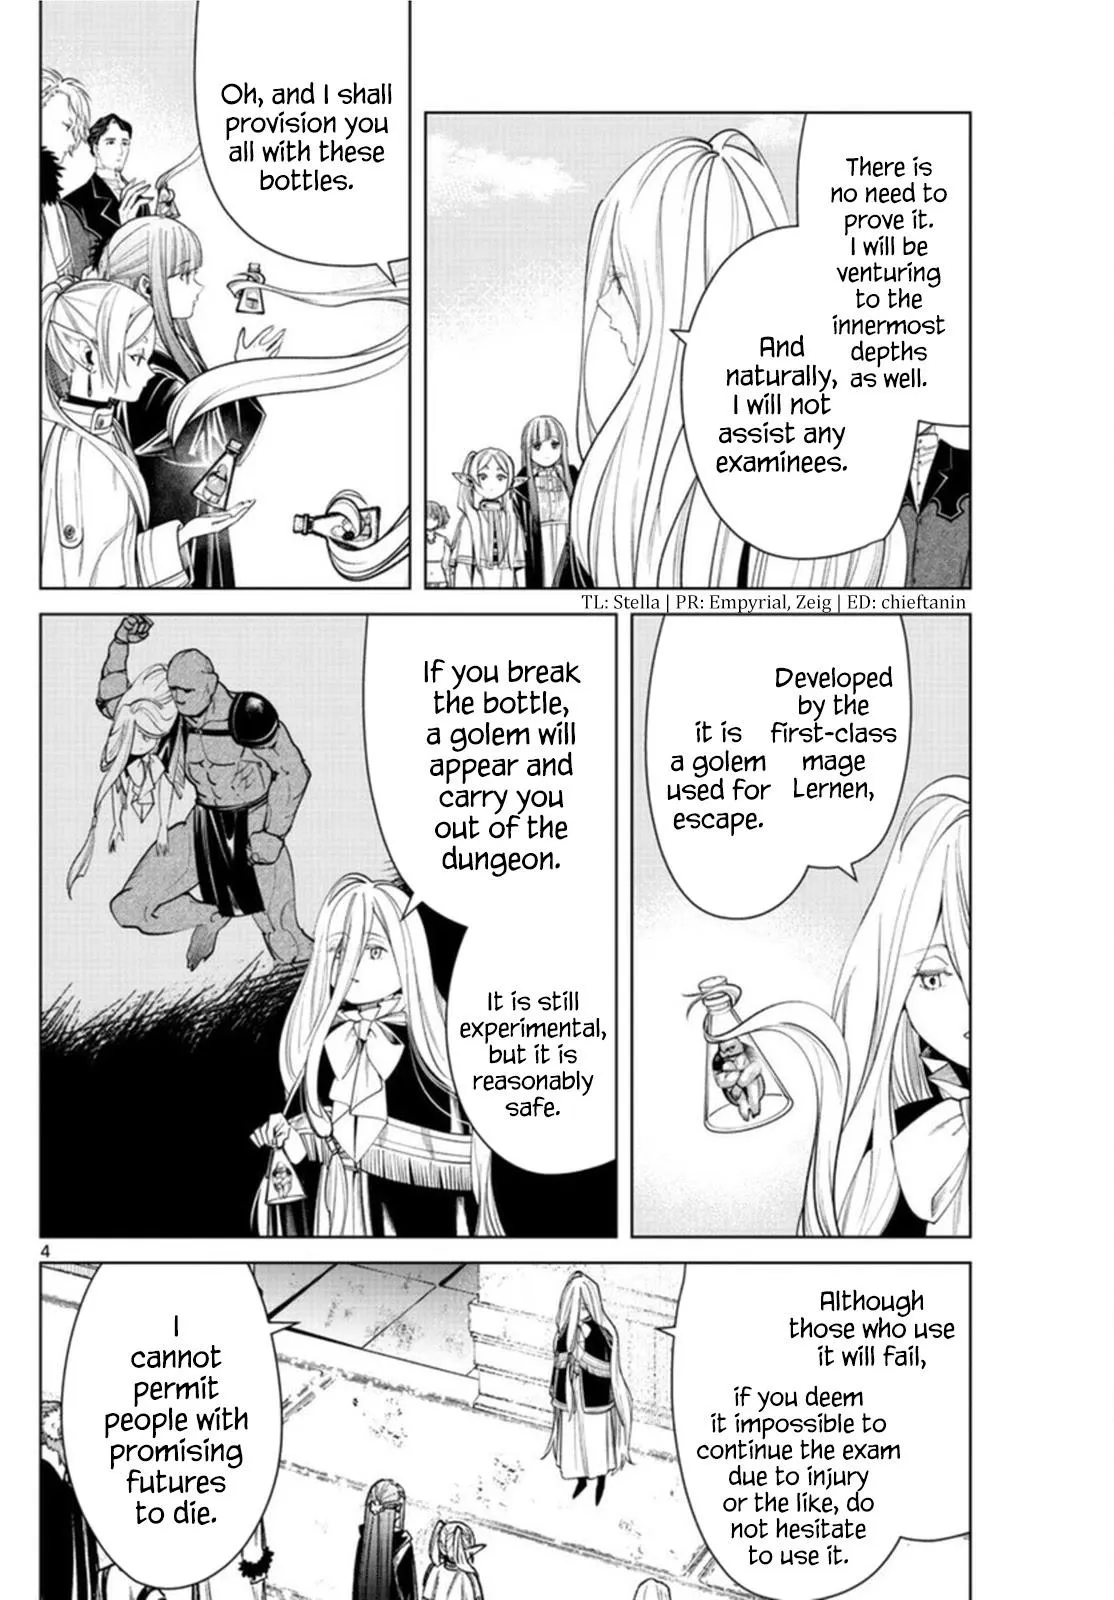 There is
no need to
prove it.
I will be
venturing
to the
innermost
depths
as well.
And
naturally,
I will not
assist any
examinees.
Oh, and I shall
provision you
all with these
bottles.
TL: Stella | PR: Empyrial, Zeig | ED: chieftanin
Developed
by the
first-class
mage
Lernen,
it is
a golem
used for
escape.
If you break
the bottle,
a golem will
appear and
carry you
out of the
dungeon.
It is still
experimental,
but it is
reasonably
safe.
4
Although
those who use
it will fail,
if you deem
it impossible to
continue the exam
due to injury
or the like, do
not hesitate
to use it.
I
cannot
permit
people with
promising
futures
to die.